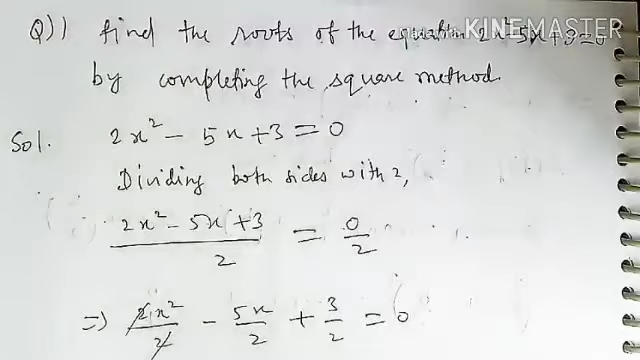 Q)) find the roots of the equation 2x²-5x+3=0
KINEMASTER
by completing the square method.
Sol. 2x² - 5x + 3 = 0
Dividing both sides with 2,
(2x² - 5x + 3)/2 = 0/2
=) 2x²/2 - 5x/2 + 3/2 = 0